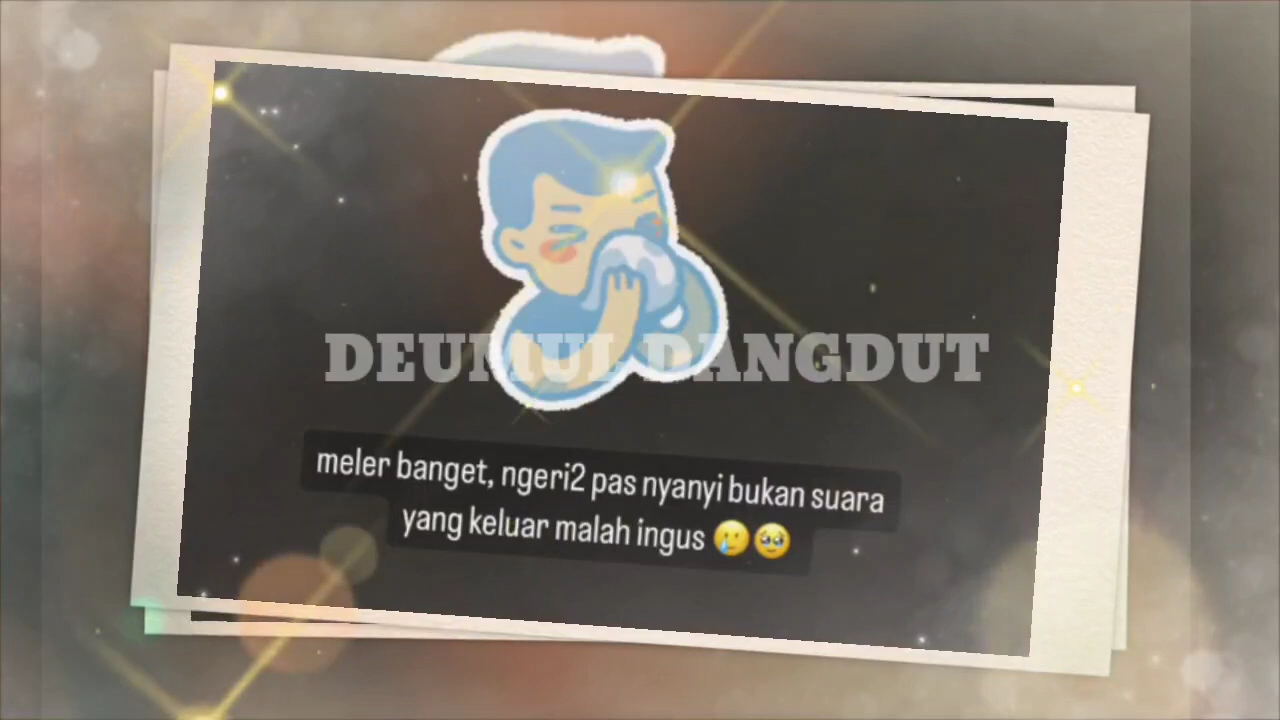 DEUMUL DANGDUT
meler banget, ngeri2 pas nyanyi bukan suara
yang keluar malah ingus 🥲🥹